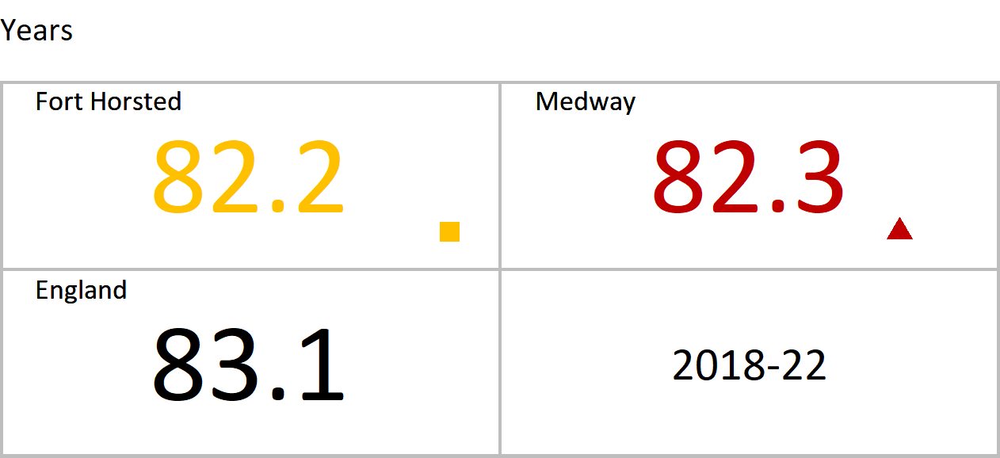 Years
Fort Horsted
82.2
Medway
82.3
England
83.1
2018-22